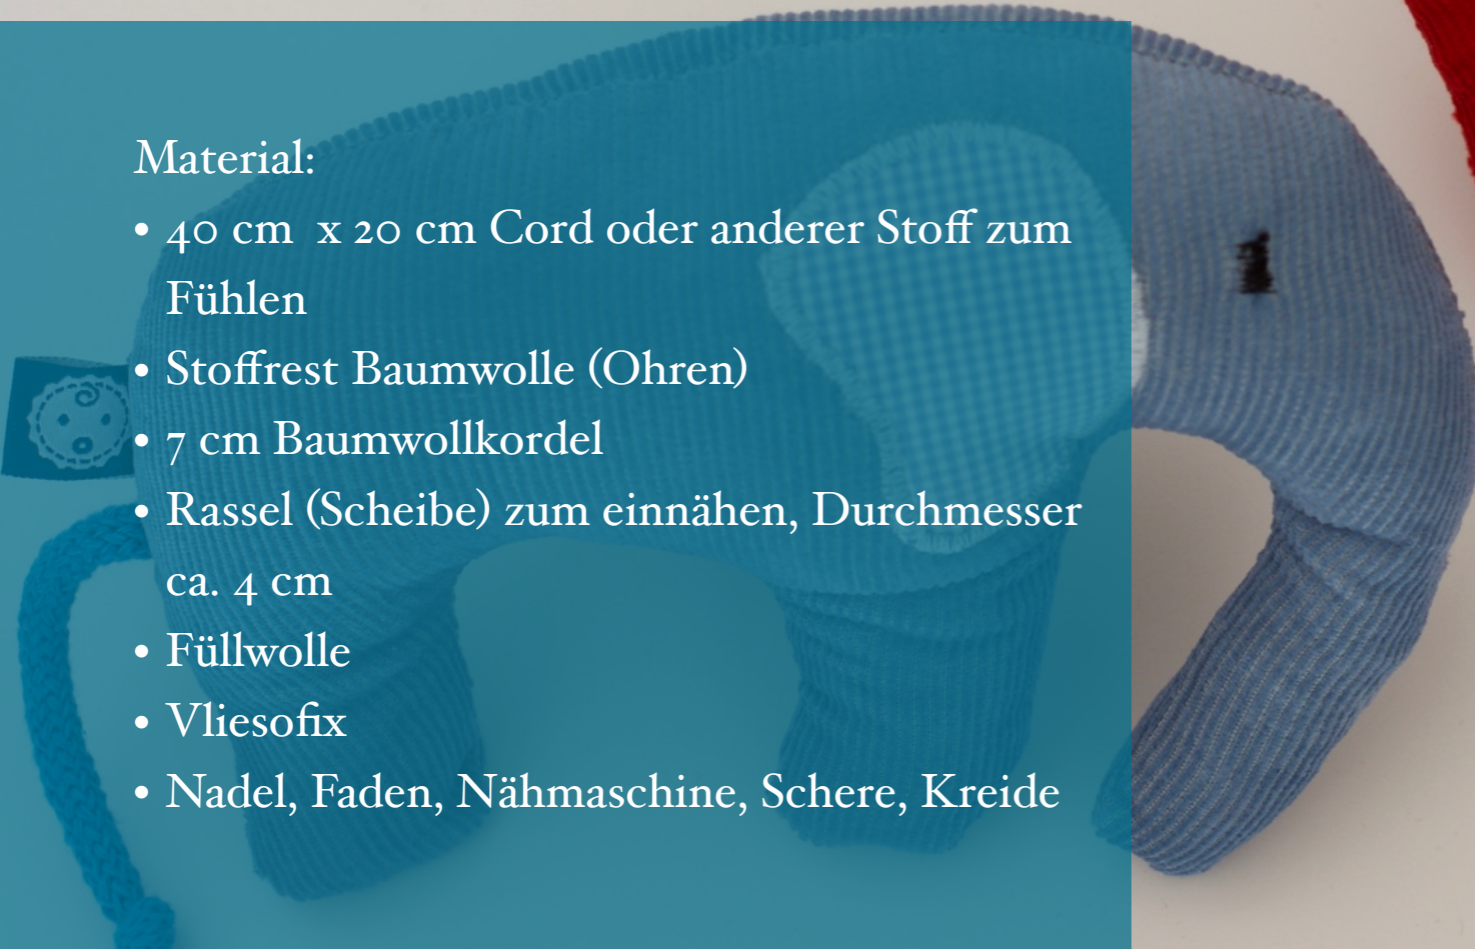 Material:
• 40 cm  x 20 cm Cord oder anderer Stoff zum
Fühlen
• Stoffrest Baumwolle (Ohren)
• 7 cm Baumwollkordel
• Rassel (Scheibe) zum einnähen, Durchmesser
ca. 4 cm
• Füllwolle
• Vliesofix
• Nadel, Faden, Nähmaschine, Schere, Kreide